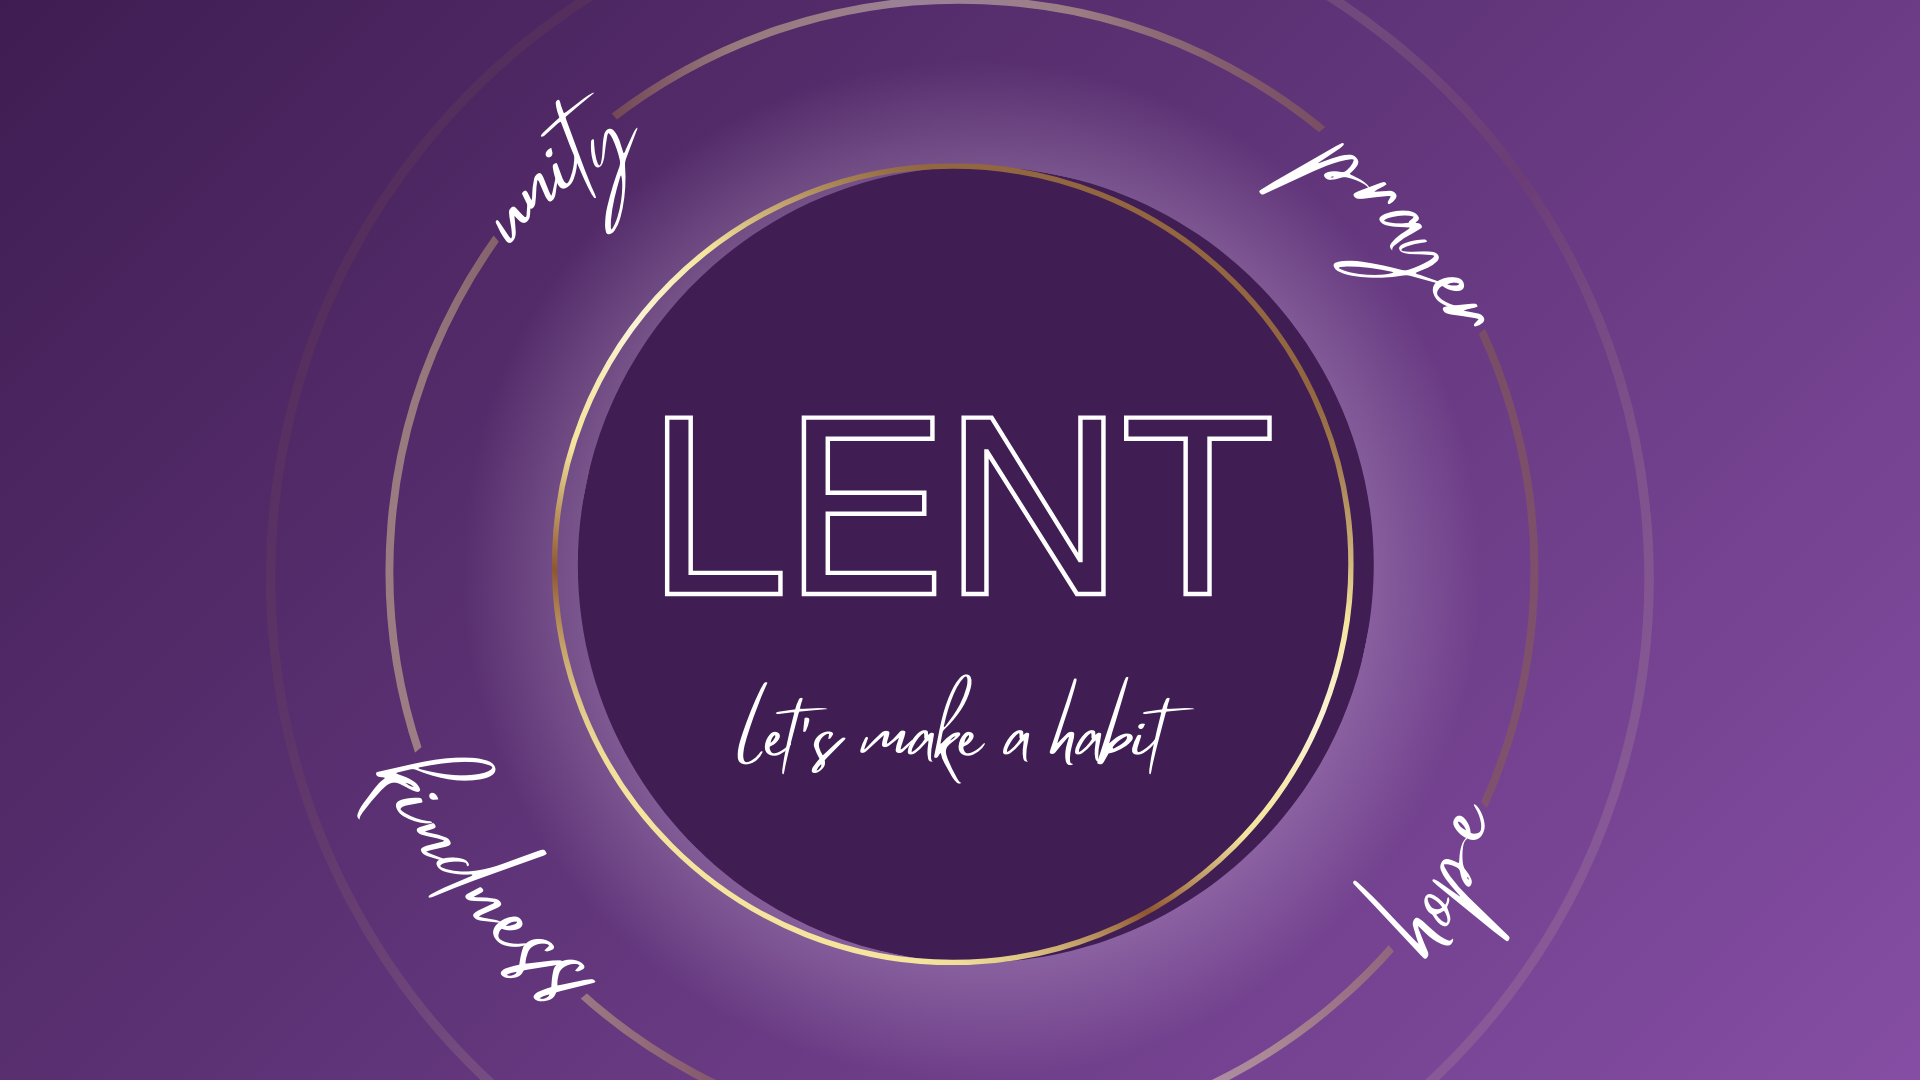 unity
prayer
LENT
Let's make a habit
kindness
hope